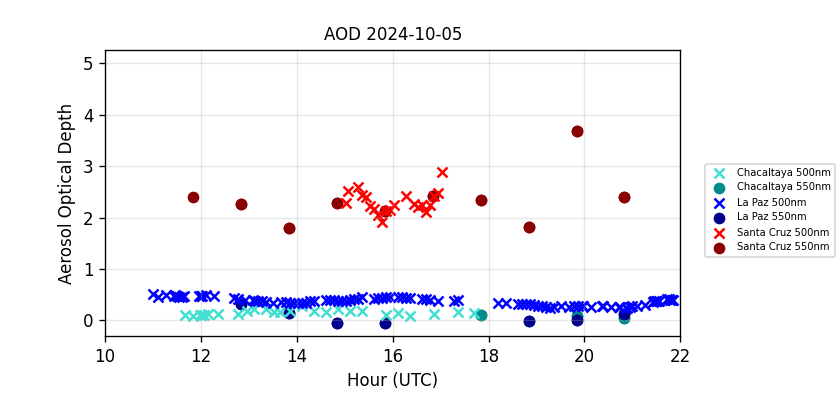 AOD 2024-10-05
Aerosol Optical Depth
5
4
3
2
1
0
10 12 14 16 18 20 22
Hour (UTC)
Chacaltaya 500nm
Chacaltaya 550nm
La Paz 500nm
La Paz 550nm
Santa Cruz 500nm
Santa Cruz 550nm